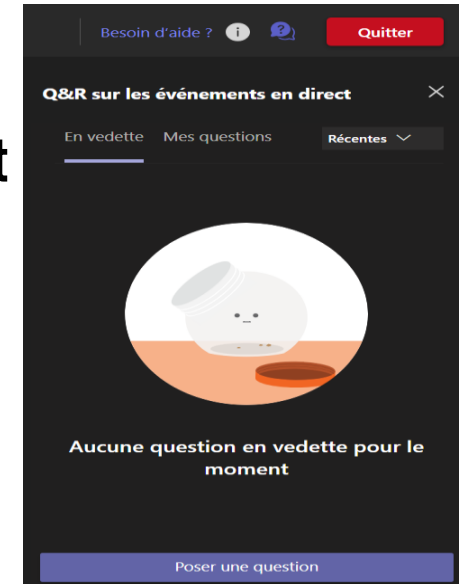 Besoin d'aide ?
Quitter
Q&R sur les événements en direct
En vedette Mes questions Récentes
t
Aucune question en vedette pour le
moment
Poser une question